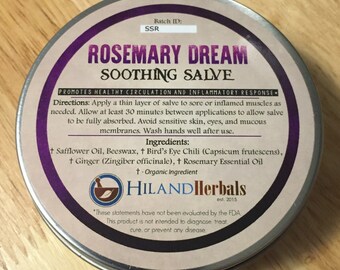 Batch ID:
SSR
ROSEMARY DREAM
SOOTHING SALVE
PROMOTES HEALTHY CIRCULATION AND INFLAMMATORY RESPONSE*
Directions: Apply a thin layer of salve to sore or inflamed muscles as
needed. Allow at least 30 minutes between applications to allow salve
to be fully absorbed. Avoid sensitive skin, eyes, and mucous
membranes. Wash hands well after use.
Ingredients:
† Safflower Oil, Beeswax, † Bird's Eye Chili (Capsicum frutescens),
† Ginger (Zingiber officinale), † Rosemary Essential Oil
† - Organic Ingredient
HILANDHerbals
est. 2015
*These statements have not been evaluated by the FDA.
This product is not intended to diagnose, treat,
cure, or prevent any disease.